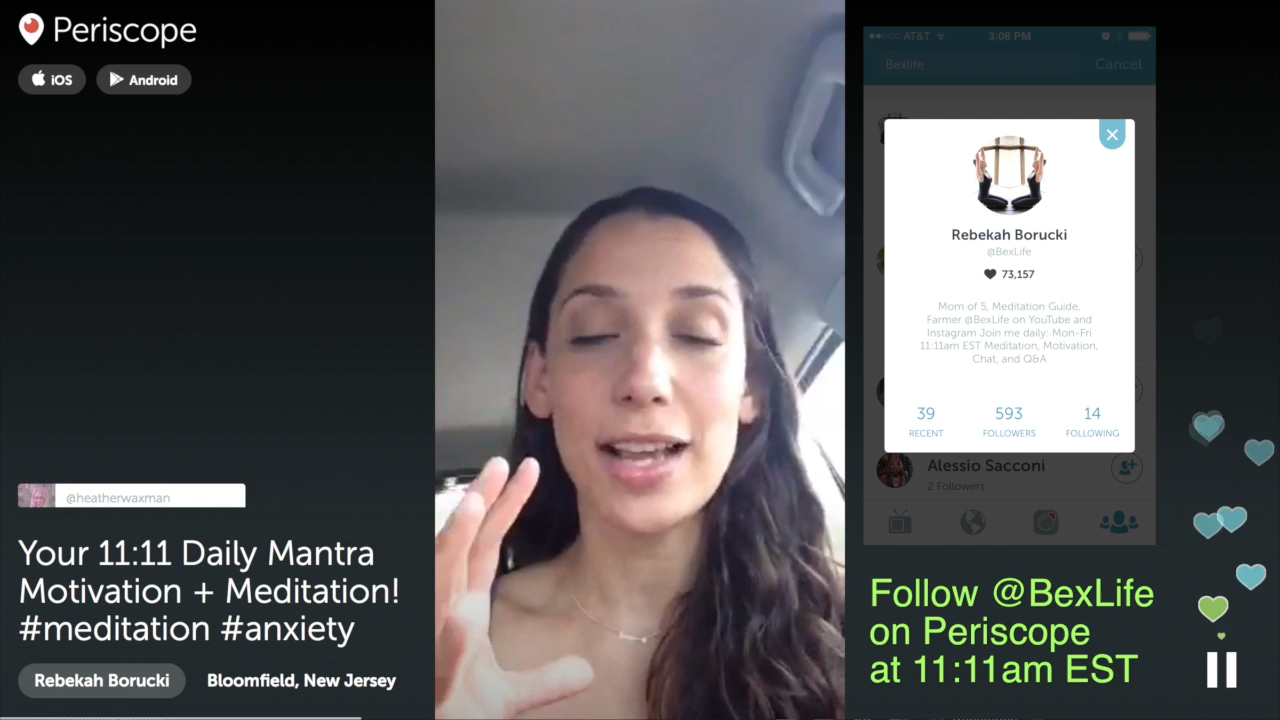 Periscope
iOS
Android
@heatherwaxman
Your 11:11 Daily Mantra
Motivation + Meditation!
#meditation #anxiety
Rebekah Borucki
Bloomfield, New Jersey
AT&T
3:08 PM
Bexlife
Cancel
Rebekah Borucki
@BexLife
73,157
Mom of 5, Meditation Guide,
Farmer @BexLife on YouTube and
Instagram Join me daily: Mon-Fri
11:11am EST Meditation, Motivation,
Chat, and Q&A
39
593
14
RECENT
FOLLOWERS
FOLLOWING
Alessio Sacconi
2 Followers
Follow @BexLife
on Periscope
at 11:11am EST